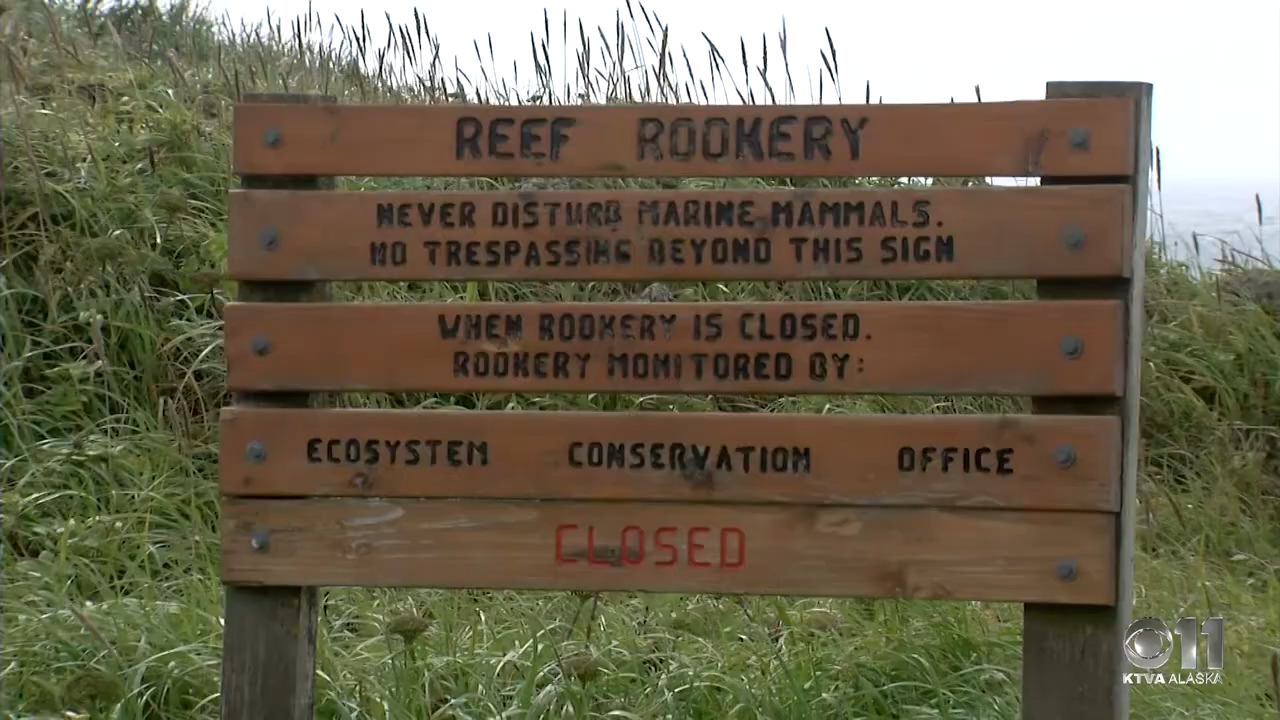 REEF ROOKERY
NEVER DISTURB MARINE MAMMALS.
NO TRESPASSING BEYOND THIS SIGN
WHEN ROOKERY IS CLOSED.
ROOKERY MONITORED BY:
ECOSYSTEM CONSERVATION OFFICE
CLOSED
11
KTVA ALASKA